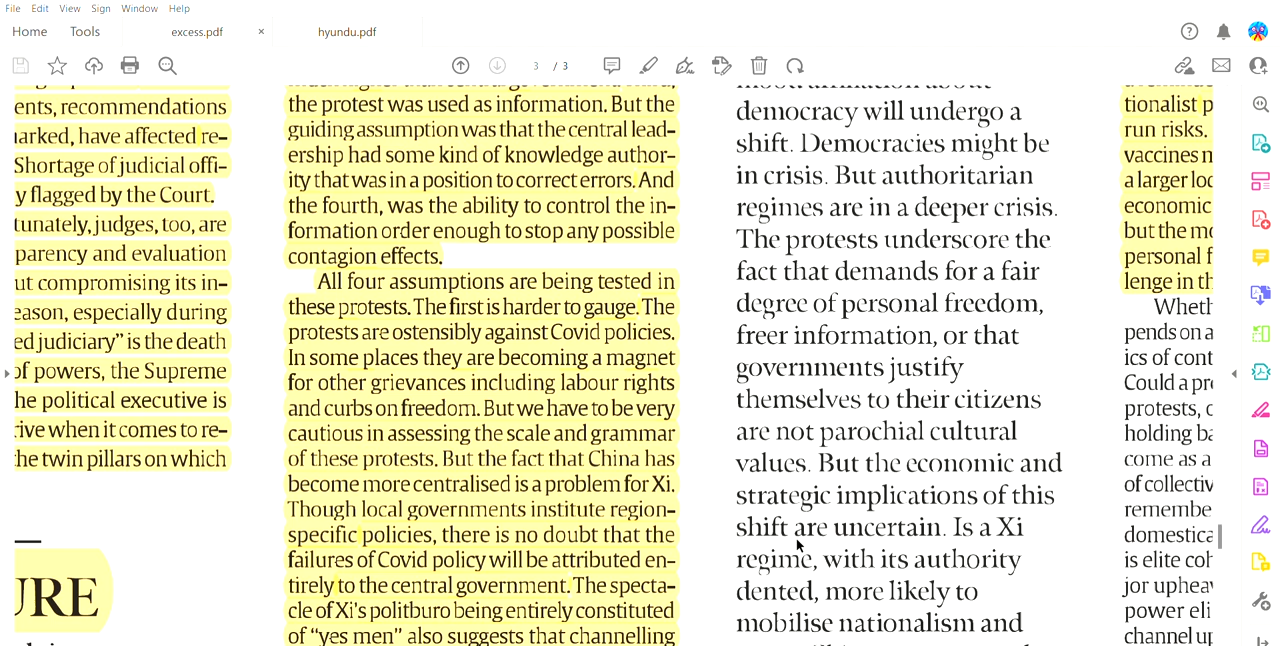 File Edit View Sign Window Help
Home Tools excess.pdf × hyundu.pdf
3 / 3
ents, recommendations
arked, have affected re-
Shortage of judicial offi-
y flagged by the Court.
tunately, judges, too, are
parency and evaluation
ut compromising its in-
eason, especially during
ed judiciary" is the death
of powers, the Supreme
he political executive is
rive when it comes to re-
the twin pillars on which
URE
the protest was used as information. But the
guiding assumption was that the central lead-
ership had some kind of knowledge author-
ity that was in a position to correct errors. And
the fourth, was the ability to control the in-
formation order enough to stop any possible
contagion effects.
All four assumptions are being tested in
these protests. The first is harder to gauge. The
protests are ostensibly against Covid policies.
In some places they are becoming a magnet
for other grievances including labour rights
and curbs on freedom. But we have to be very
cautious in assessing the scale and grammar
of these protests. But the fact that China has
become more centralised is a problem for Xi.
Though local governments institute region-
specific policies, there is no doubt that the
failures of Covid policy will be attributed en-
tirely to the central government. The specta-
cle of Xi's politburo being entirely constituted
of "yes men" also suggests that channelling
democracy will undergo a
shift. Democracies might be
in crisis. But authoritarian
regimes are in a deeper crisis.
The protests underscore the
fact that demands for a fair
degree of personal freedom,
freer information, or that
governments justify
themselves to their citizens
are not parochial cultural
values. But the economic and
strategic implications of this
shift are uncertain. Is a Xi
regime, with its authority
dented, more likely to
mobilise nationalism and
tionalist p
run risks.
vaccines m
a larger loc
economic
but the mo
personal f
lenge in th
Wheth
pends on a
ics of cont
Could a pre
protests, o
holding ba
come as a
of collectiv
remembe
domestica
is elite coh
jor upheav
power eli
channel up